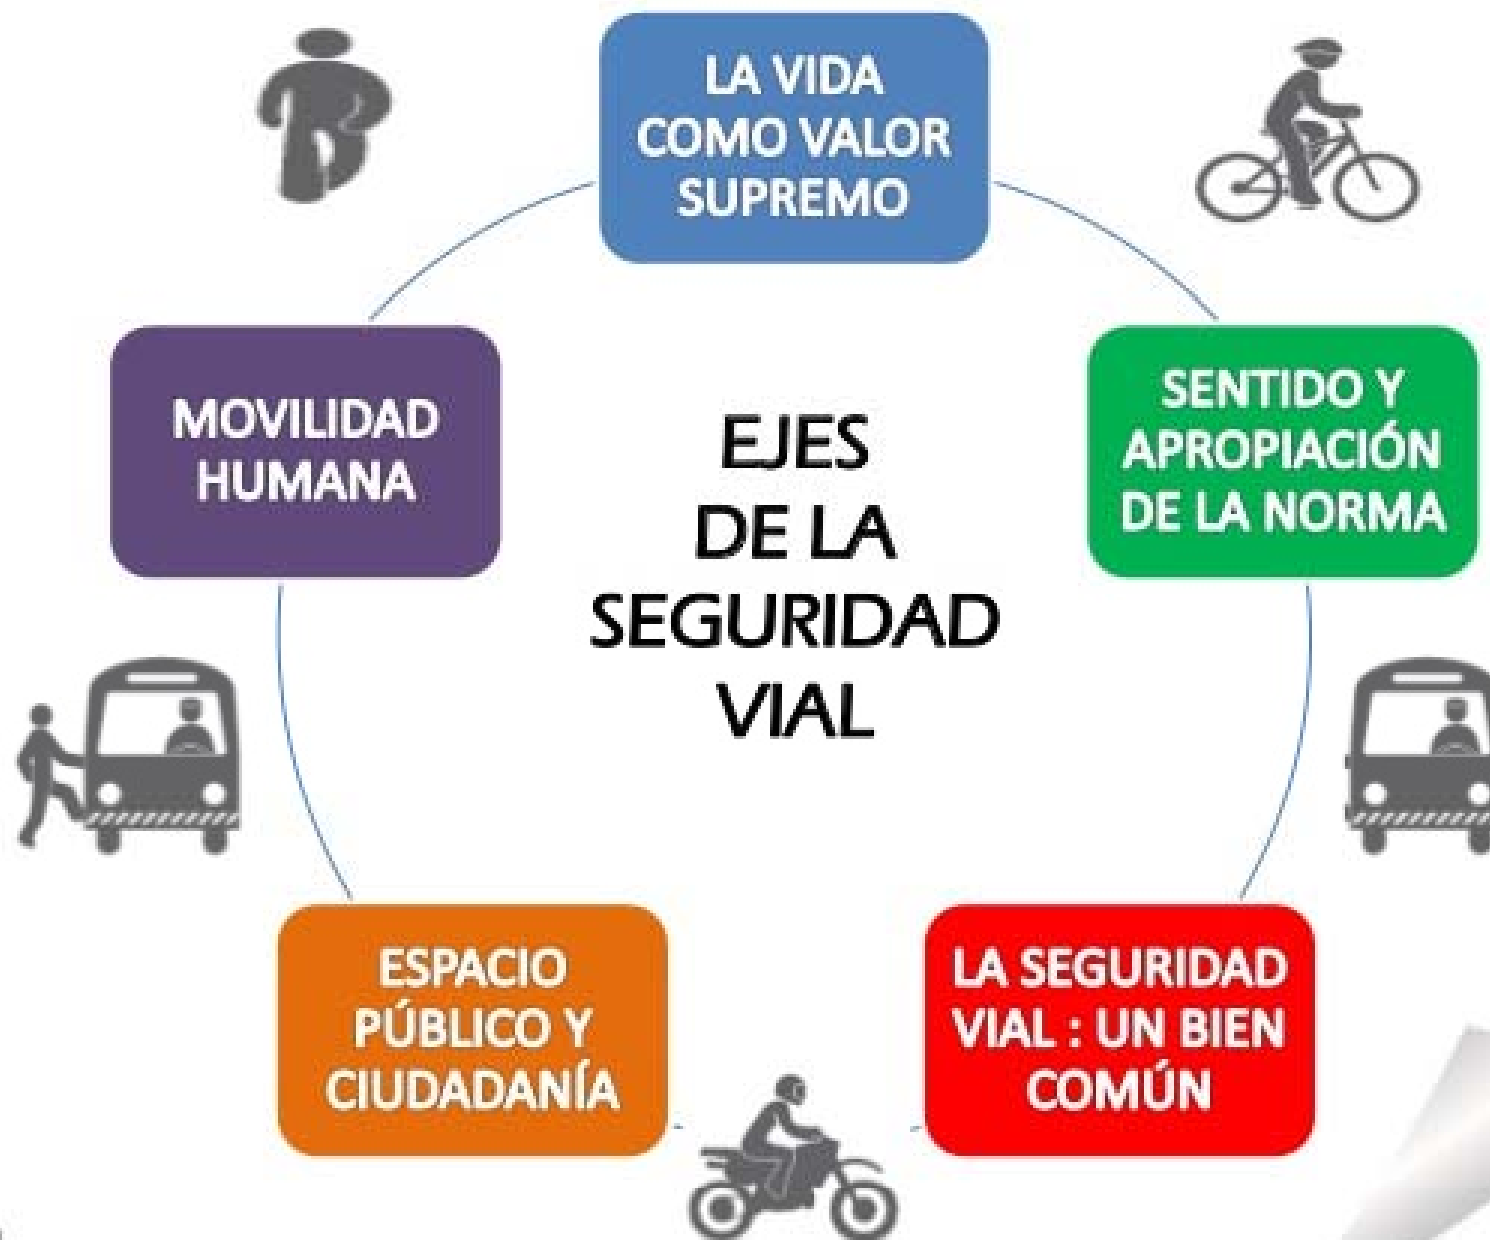 LA VIDA
COMO VALOR
SUPREMO
MOVILIDAD
HUMANA
SENTIDO Y
APROPIACIÓN
DE LA NORMA
EJES
DE LA
SEGURIDAD
VIAL
ESPACIO
PÚBLICO Y
CIUDADANÍA
LA SEGURIDAD
VIAL : UN BIEN
COMÚN